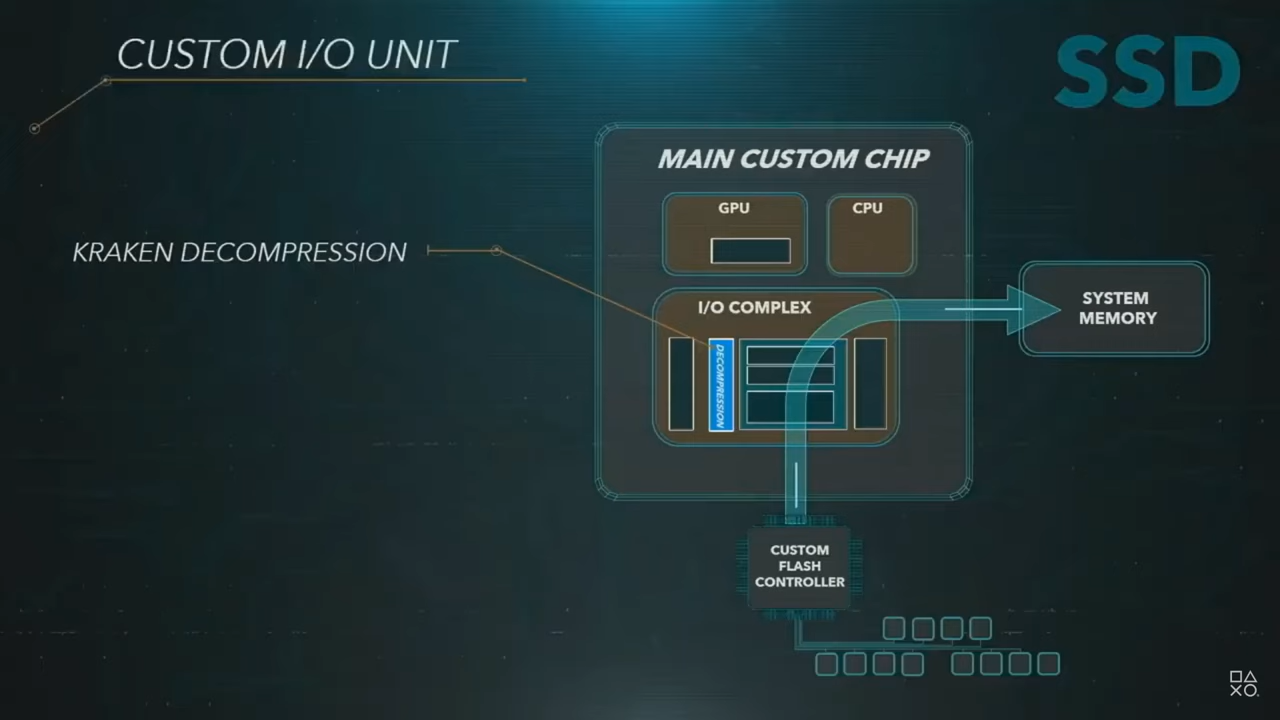 CUSTOM I/O UNIT
SSD
MAIN CUSTOM CHIP
GPU
CPU
KRAKEN DECOMPRESSION
I/O COMPLEX
DECOMPRESSION
SYSTEM
MEMORY
CUSTOM
FLASH
CONTROLLER